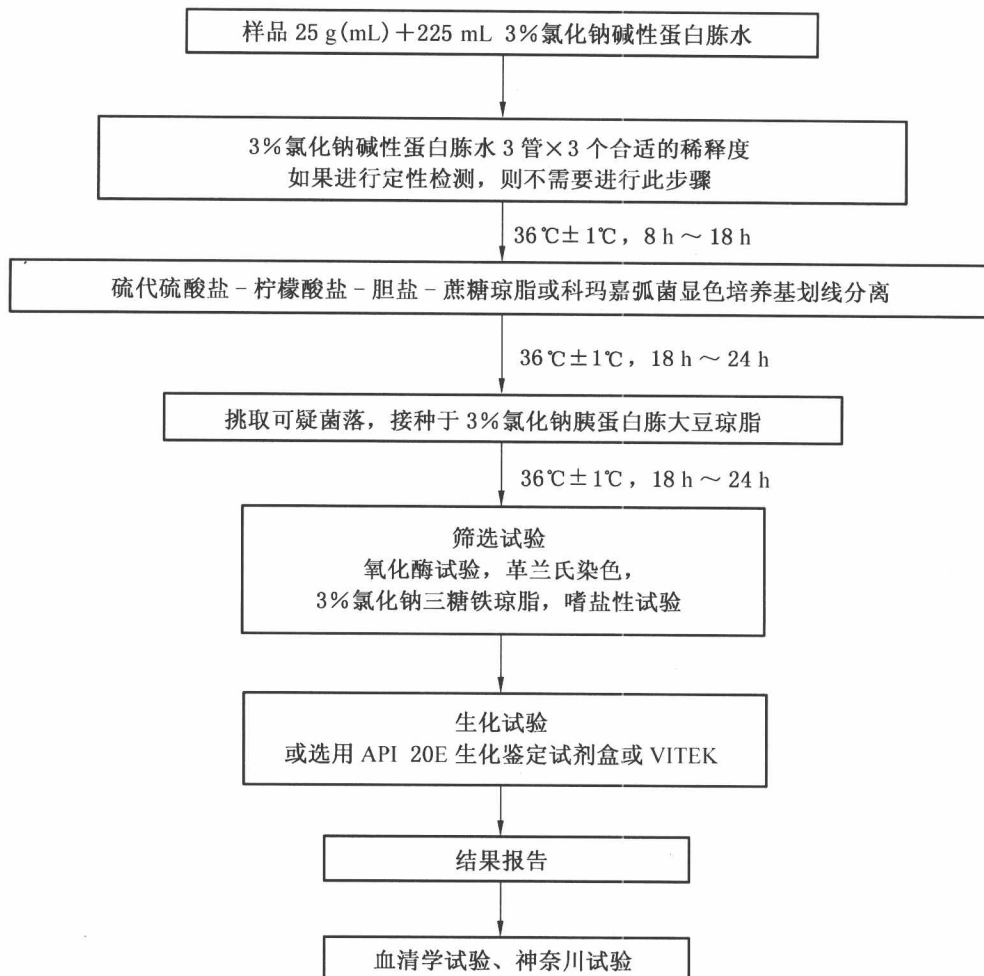 样品 25 g(mL)＋225 mL 3%氯化钠碱性蛋白胨水
3%氯化钠碱性蛋白胨水 3 管×3 个合适的稀释度
如果进行定性检测，则不需要进行此步骤
36℃±1℃，8 h～18 h
硫代硫酸盐－柠檬酸盐－胆盐－蔗糖琼脂或科玛嘉弧菌显色培养基划线分离
36℃±1℃，18 h～24 h
挑取可疑菌落，接种于 3%氯化钠胰蛋白胨大豆琼脂
36℃±1℃，18 h～24 h
筛选试验
氧化酶试验，革兰氏染色，
3%氯化钠三糖铁琼脂，嗜盐性试验
生化试验
或选用 API 20E 生化鉴定试剂盒或 VITEK
结果报告
血清学试验、神奈川试验